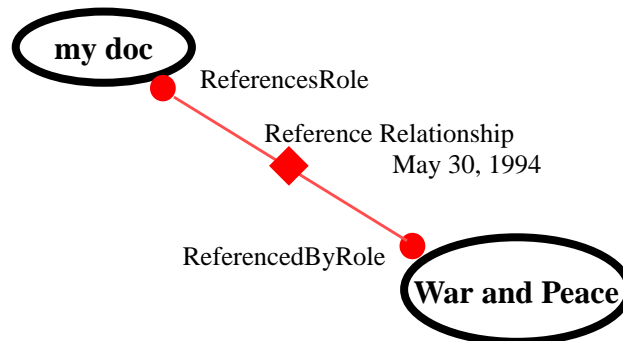 my doc
ReferencesRole
Reference Relationship
May 30, 1994
ReferencedByRole
War and Peace